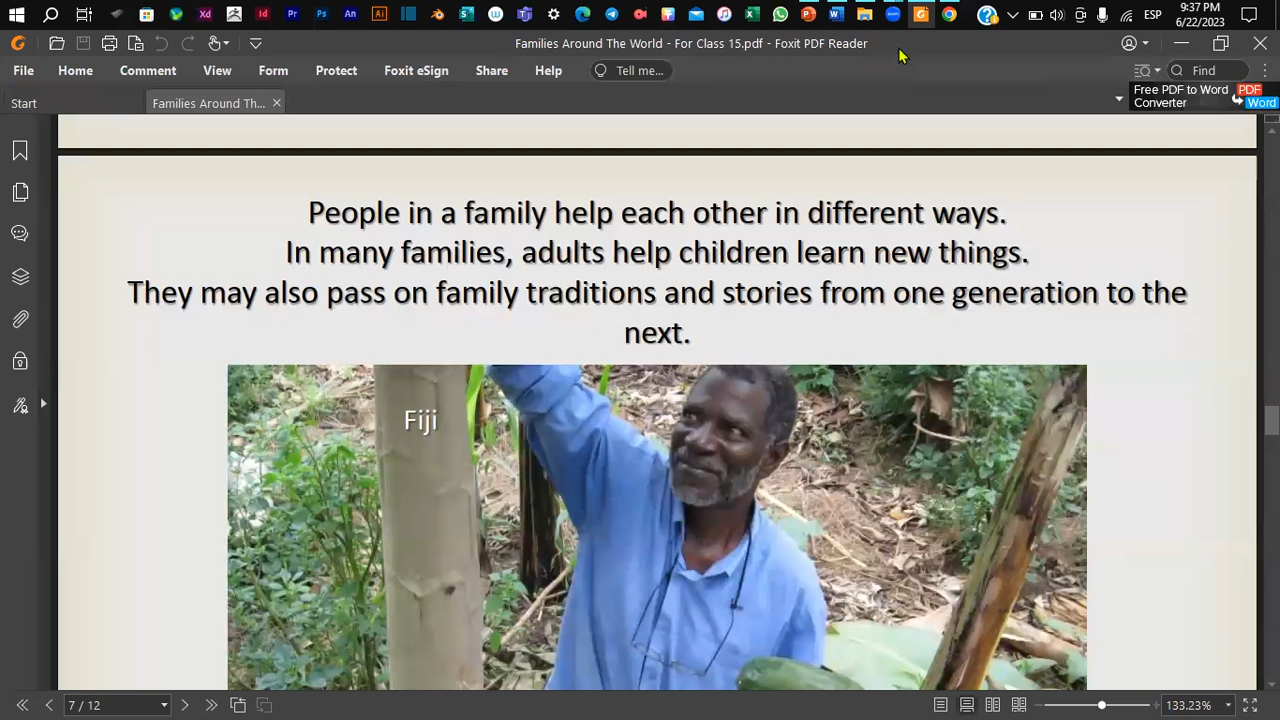 9:37 PM
ESP
6/22/2023
Families Around The World - For Class 15.pdf - Foxit PDF Reader
File Home Comment View Form Protect Foxit eSign Share Help Tell me... Find
Start Families Around Th...
Free PDF to Word
Converter
PDF
Word
People in a family help each other in different ways.
In many families, adults help children learn new things.
They may also pass on family traditions and stories from one generation to the
next.
Fiji
7 / 12
133.23%